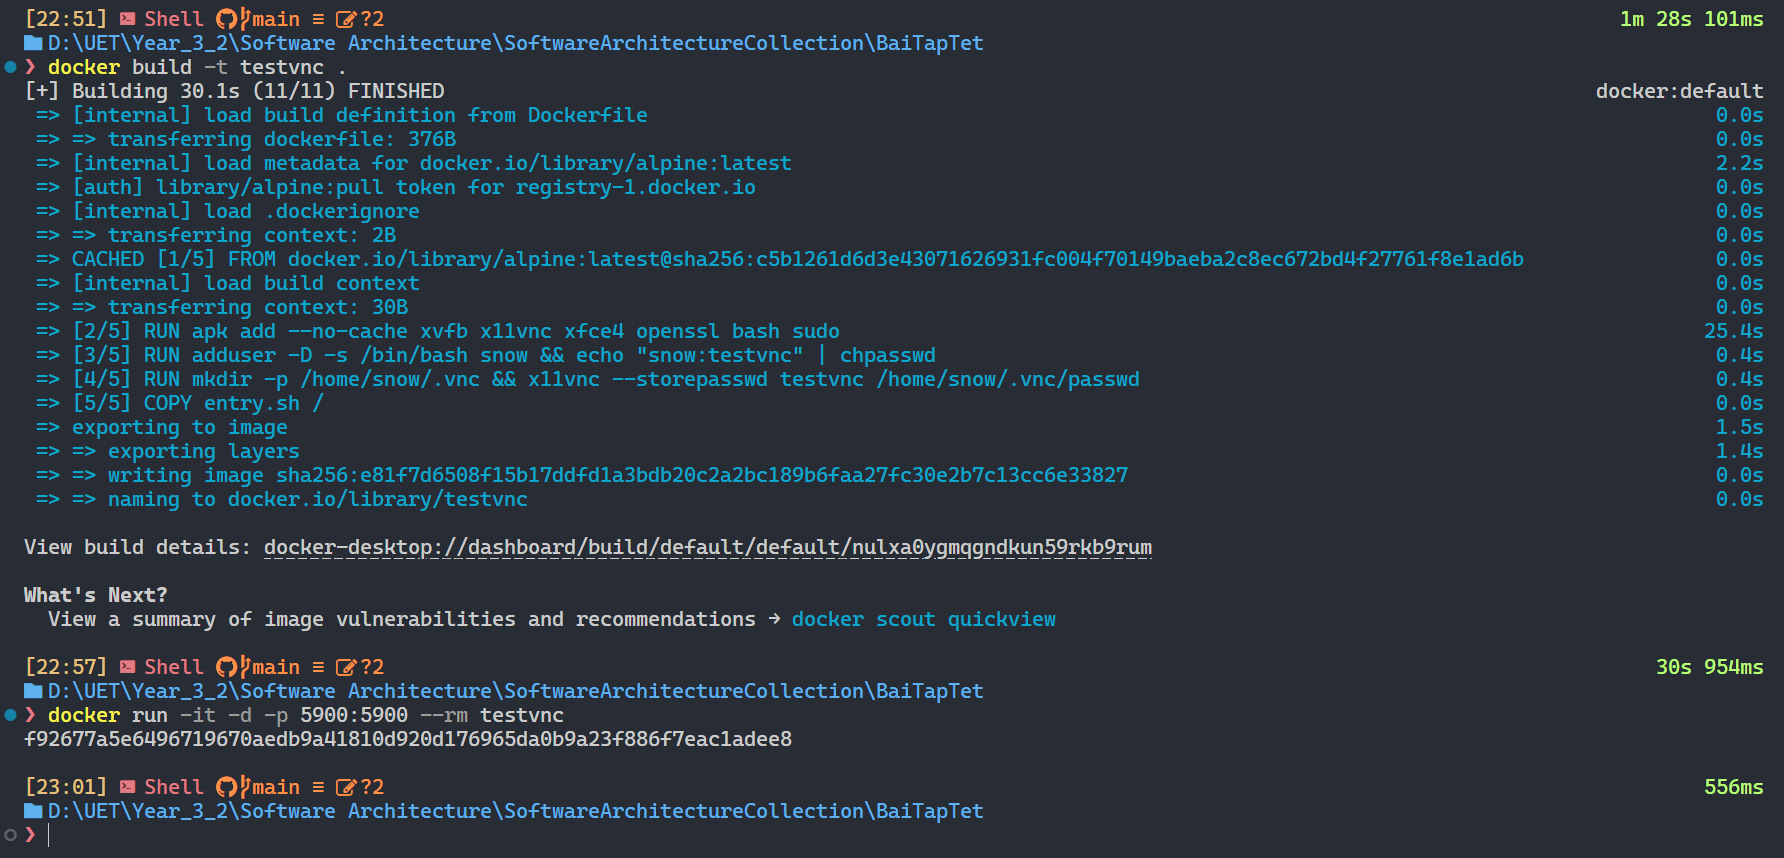 [22:51] Shell main ≡ ?2 1m 28s 101ms
D:\UET\Year_3_2\Software Architecture\SoftwareArchitectureCollection\BaiTapTet
❯ docker build -t testvnc .
[+] Building 30.1s (11/11) FINISHED docker:default
=> [internal] load build definition from Dockerfile 0.0s
=> => transferring dockerfile: 376B 0.0s
=> [internal] load metadata for docker.io/library/alpine:latest 2.2s
=> [auth] library/alpine:pull token for registry-1.docker.io 0.0s
=> [internal] load .dockerignore 0.0s
=> => transferring context: 2B 0.0s
=> CACHED [1/5] FROM docker.io/library/alpine:latest@sha256:c5b1261d6d3e43071626931fc004f70149baeba2c8ec672bd4f27761f8e1ad6b 0.0s
=> [internal] load build context 0.0s
=> => transferring context: 30B 0.0s
=> [2/5] RUN apk add --no-cache xvfb x11vnc xfce4 openssl bash sudo 25.4s
=> [3/5] RUN adduser -D -s /bin/bash snow && echo "snow:testvnc" | chpasswd 0.4s
=> [4/5] RUN mkdir -p /home/snow/.vnc && x11vnc --storepasswd testvnc /home/snow/.vnc/passwd 0.4s
=> [5/5] COPY entry.sh / 0.0s
=> exporting to image 1.5s
=> => exporting layers 1.4s
=> => writing image sha256:e81f7d6508f15b17ddfd1a3bdb20c2a2bc189b6faa27fc30e2b7c13cc6e33827 0.0s
=> => naming to docker.io/library/testvnc 0.0s
View build details: docker-desktop://dashboard/build/default/default/nulxa0ygmqgndkun59rkb9rum
What's Next?
View a summary of image vulnerabilities and recommendations → docker scout quickview
[22:57] Shell main ≡ ?2 30s 954ms
D:\UET\Year_3_2\Software Architecture\SoftwareArchitectureCollection\BaiTapTet
❯ docker run -it -d -p 5900:5900 --rm testvnc
f92677a5e6496719670aedb9a41810d920d176965da0b9a23f886f7eac1adee8
[23:01] Shell main ≡ ?2 556ms
D:\UET\Year_3_2\Software Architecture\SoftwareArchitectureCollection\BaiTapTet
❯